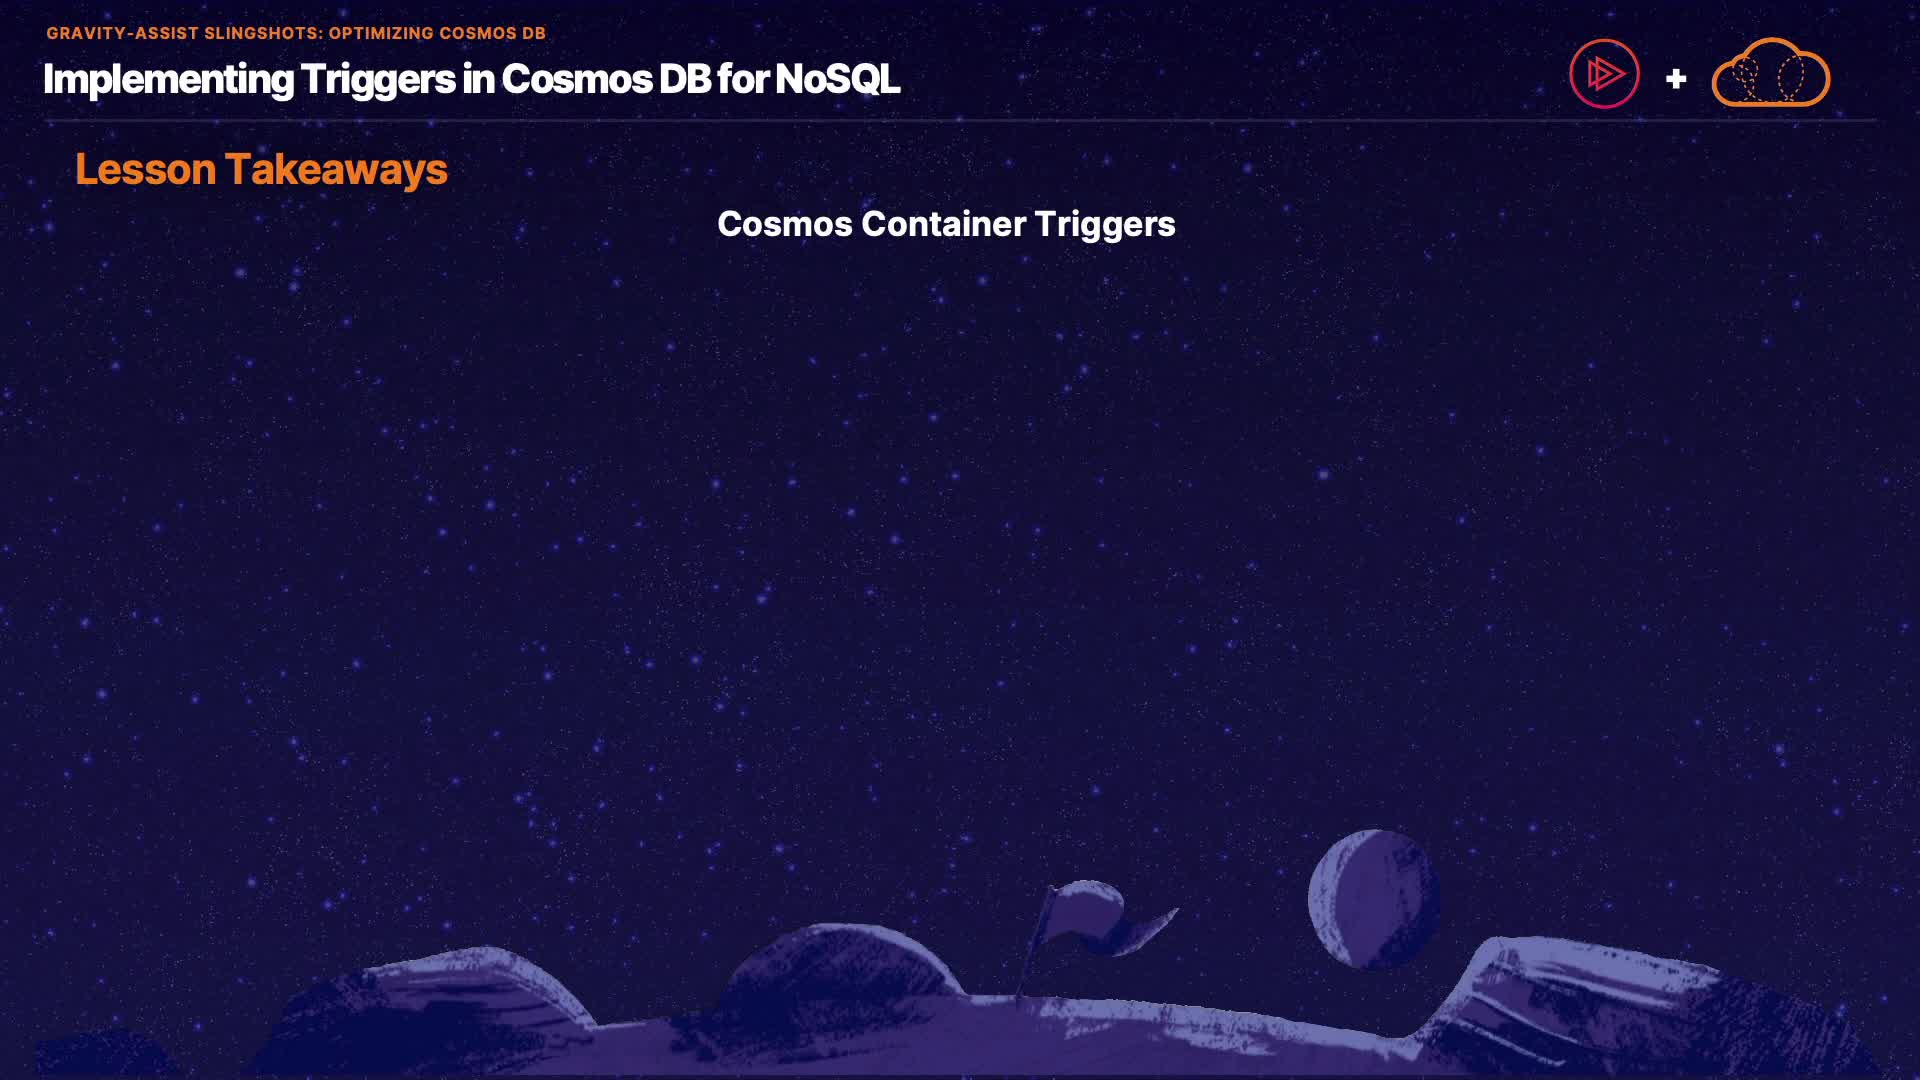 GRAVITY-ASSIST SLINGSHOTS: OPTIMIZING COSMOS DB
Implementing Triggers in Cosmos DB for NoSQL
Lesson Takeaways
Cosmos Container Triggers